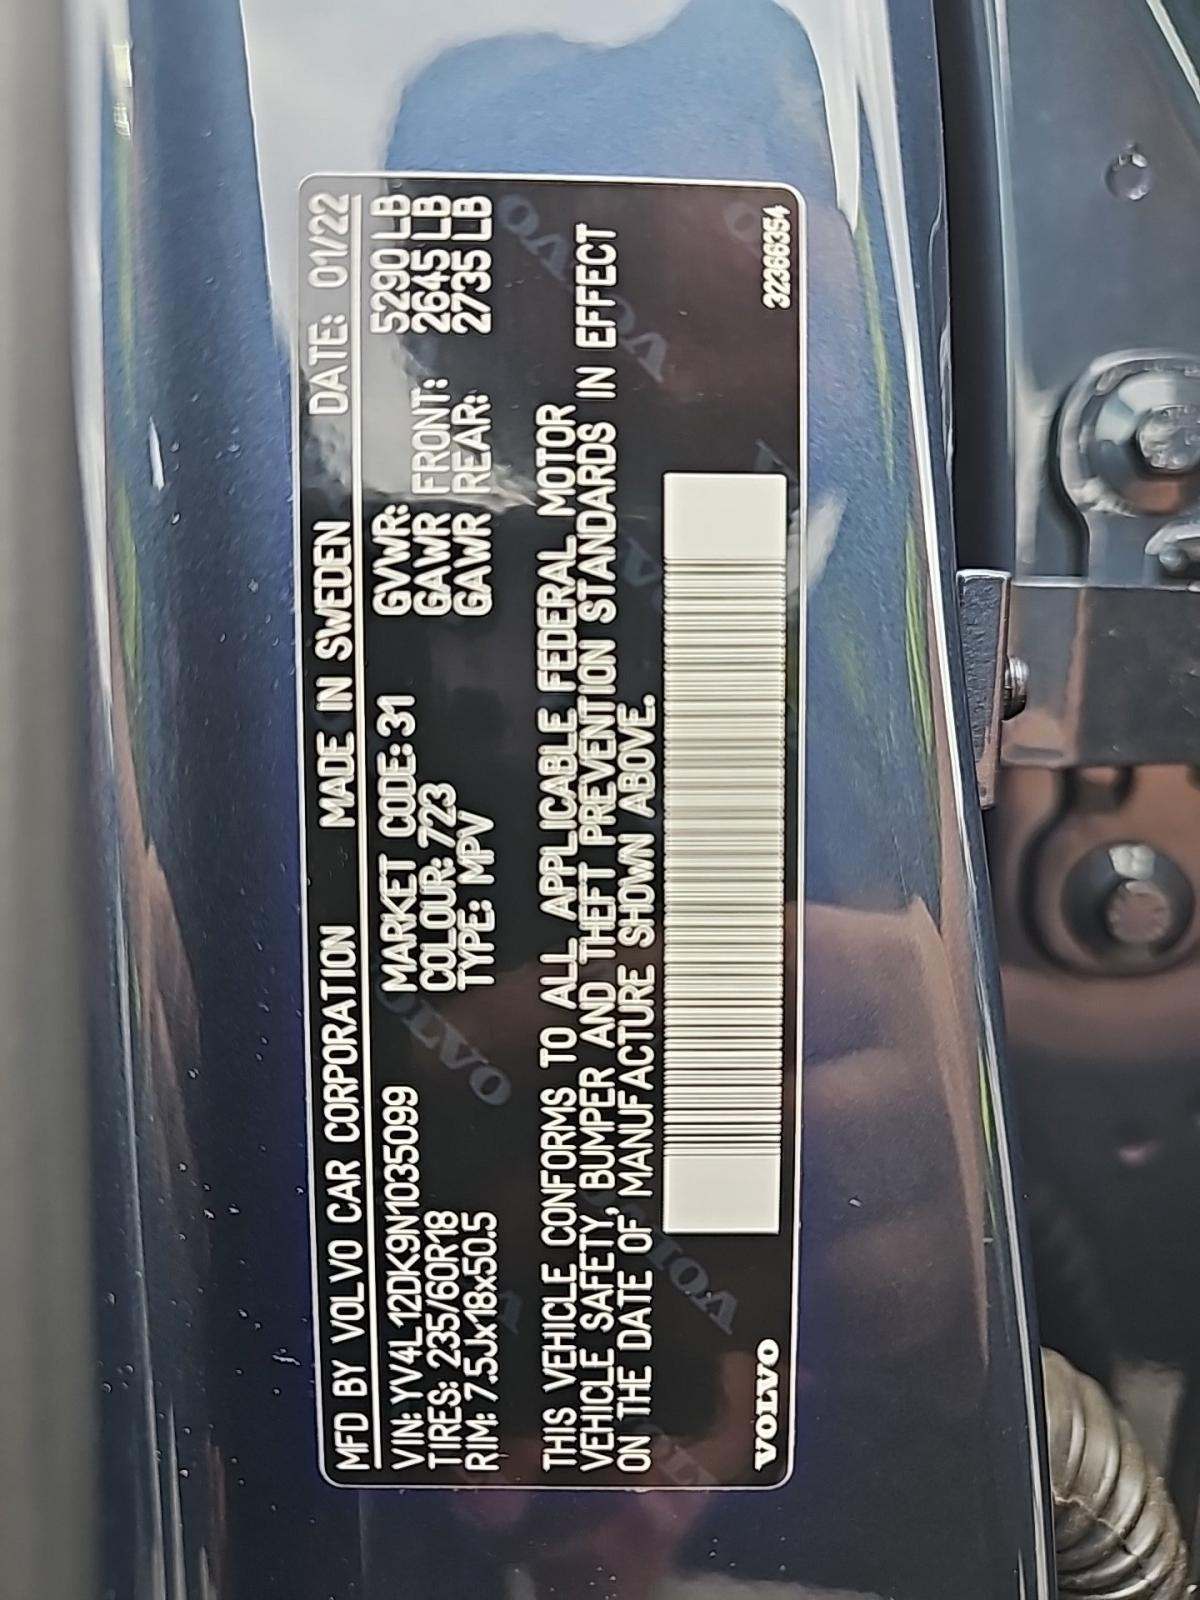 MFD BY VOLVO CAR CORPORATION MADE IN SWEDEN DATE: 01/22
VIN: YV4L12DK9N1035099 MARKET CODE: 31 GVWR: 5290 LB
TIRES: 235/60R18 COLOUR: 723 GAWR FRONT: 2645 LB
RIM: 7.5Jx18x50.5 TYPE: MPV GAWR REAR: 2735 LB
THIS VEHICLE CONFORMS TO ALL APPLICABLE FEDERAL MOTOR
VEHICLE SAFETY, BUMPER AND THEFT PREVENTION STANDARDS IN EFFECT
ON THE DATE OF MANUFACTURE SHOWN ABOVE.
VOLVO 32366354